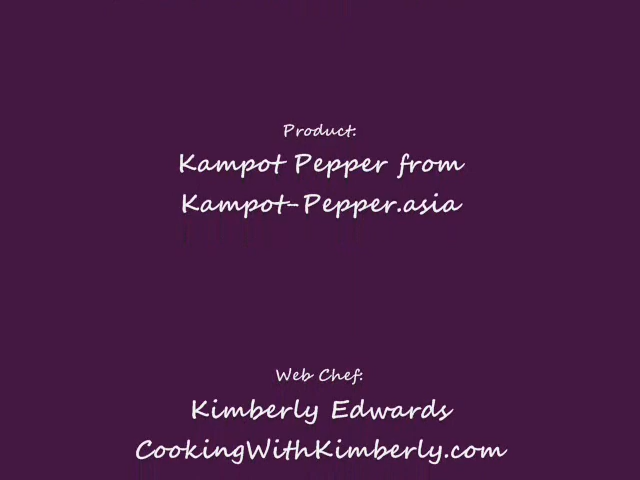 Product:
Kampot Pepper from
Kampot-Pepper.asia
Web Chef:
Kimberly Edwards
CookingWithKimberly.com